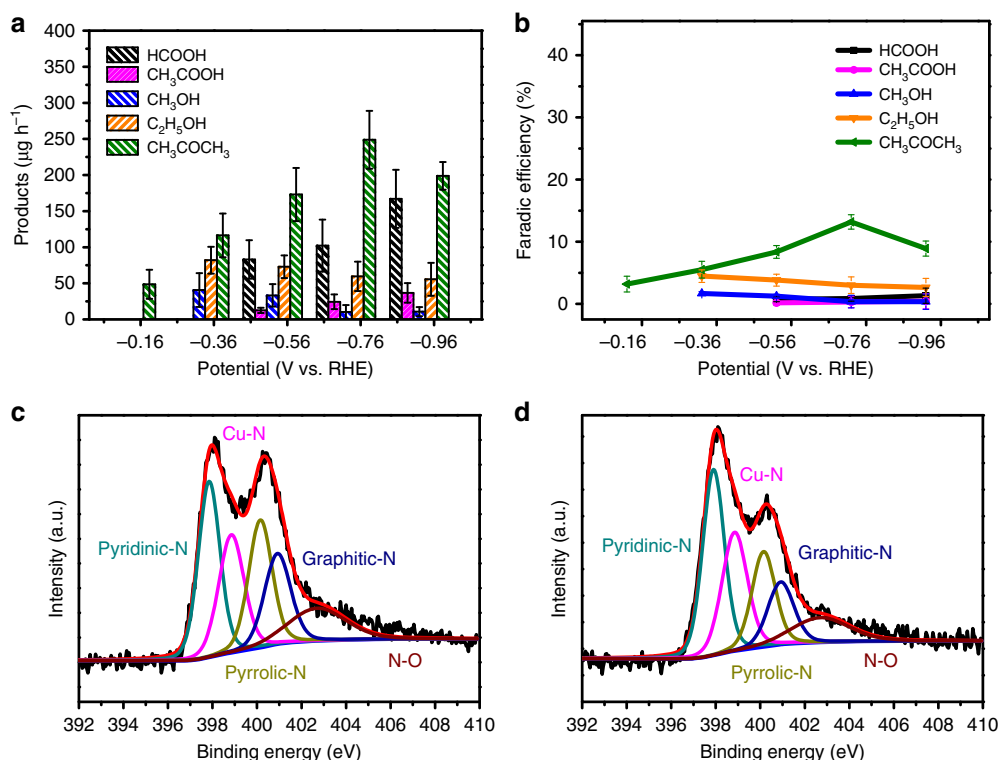 a
400
350
300
250
200
150
100
50
0
Products (µg h⁻¹)
HCOOH
CH₃COOH
CH₃OH
C₂H₅OH
CH₃COCH₃
−0.16 −0.36 −0.56 −0.76 −0.96
Potential (V vs. RHE)
b
40
30
20
10
0
Faradic efficiency (%)
HCOOH
CH₃COOH
CH₃OH
C₂H₅OH
CH₃COCH₃
−0.16 −0.36 −0.56 −0.76 −0.96
Potential (V vs. RHE)
c
Intensity (a.u.)
Cu-N
Pyridinic-N
Graphitic-N
Pyrrolic-N
N-O
392 394 396 398 400 402 404 406 408 410
Binding energy (eV)
d
Intensity (a.u.)
Cu-N
Pyridinic-N
Graphitic-N
Pyrrolic-N
N-O
392 394 396 398 400 402 404 406 408 410
Binding energy (eV)